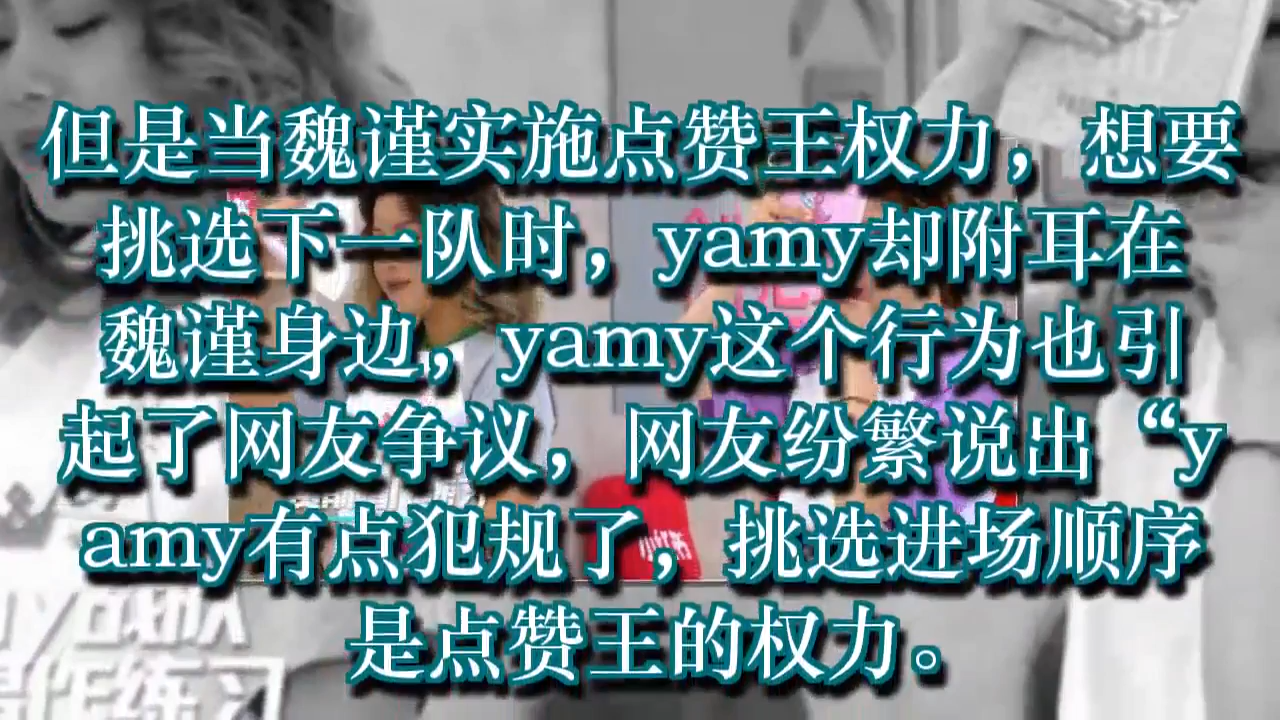 但是当魏谨实施点赞王权力，想要
挑选下一队时，yamy却附耳在
魏谨身边，yamy这个行为也引
起了网友争议，网友纷繁说出“y
amy有点犯规了，挑选进场顺序
是点赞王的权力。